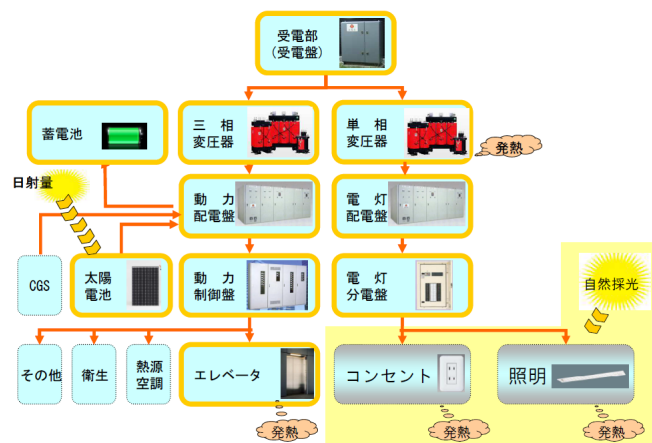 受電部
(受電盤)
蓄電池
三 相
変圧器
単 相
変圧器
発熱
日射量
動 力
配電盤
電 灯
配電盤
CGS
太陽
電池
動 力
制御盤
電 灯
分電盤
自然採光
その他
衛生
熱源
空調
エレベータ
コンセント
照明
発熱
発熱
発熱